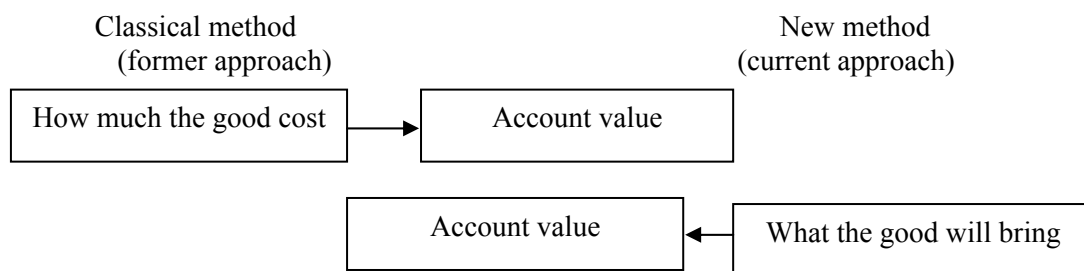 Classical method
(former approach)
New method
(current approach)
How much the good cost
Account value
Account value
What the good will bring